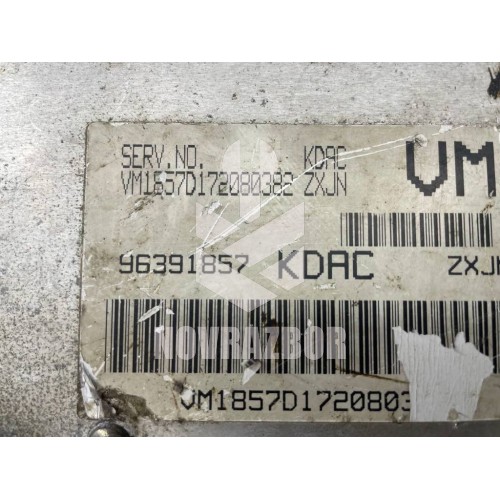 SERV.NO. KDAC VM
VM1857D172080382 ZXJN
96391857 KDAC ZXJN
NOVRAZBOR
VM1857D1720803